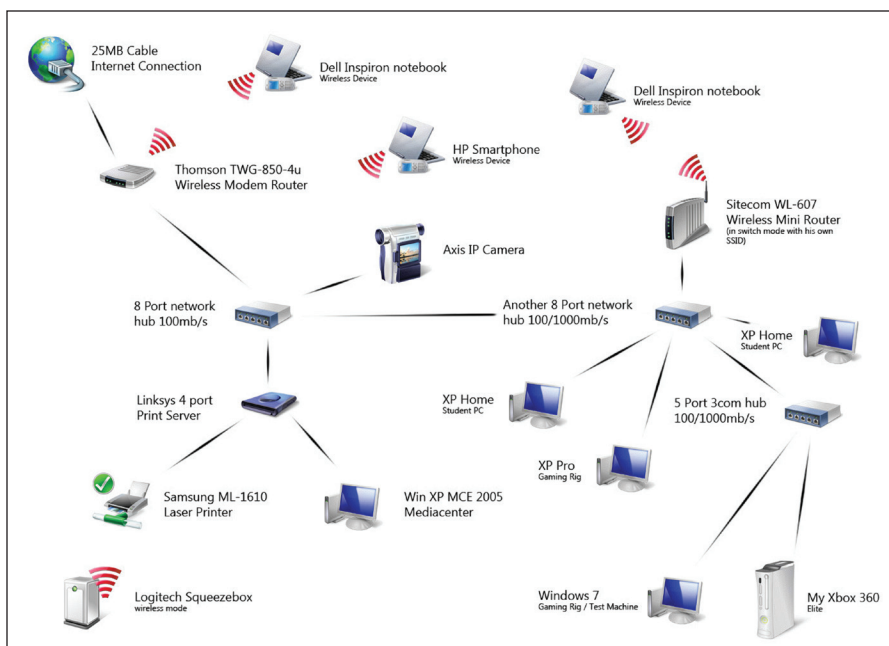 25MB Cable
Internet Connection
Dell Inspiron notebook
Wireless Device
Dell Inspiron notebook
Wireless Device
HP Smartphone
Wireless Device
Thomson TWG-850-4u
Wireless Modem Router
Sitecom WL-607
Wireless Mini Router
(in switch mode with his own
SSID)
Axis IP Camera
8 Port network
hub 100mb/s
Another 8 Port network
hub 100/1000mb/s
XP Home
Student PC
Linksys 4 port
Print Server
XP Home
Student PC
5 Port 3com hub
100/1000mb/s
XP Pro
Gaming Rig
Samsung ML-1610
Laser Printer
Win XP MCE 2005
Mediacenter
Logitech Squeezebox
wireless mode
Windows 7
Gaming Rig / Test Machine
My Xbox 360
Elite